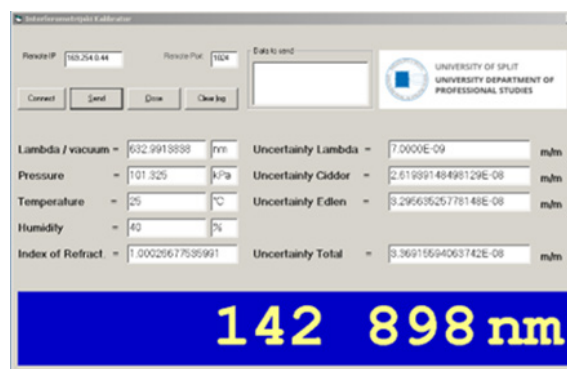 Interferometrijski Kalibrator
Remote IP 169.254.0.44 Remote Port 1024 Data to send
Connect Send Close Clear log
UNIVERSITY OF SPLIT
UNIVERSITY DEPARTMENT OF
PROFESSIONAL STUDIES
Lambda / vacuum = 632.9913838 nm Uncertainty Lambda = 7.0000E-09 m/m
Pressure = 101.325 kPa Uncertainty Ciddor = 2.61989148498129E-08 m/m
Temperature = 25 °C Uncertainty Edlen = 3.29563525778148E-08 m/m
Humidity = 40 %
Index of Refract. = 1.00026677535991 Uncertainty Total = 3.36915594063742E-08 m/m
142 898 nm